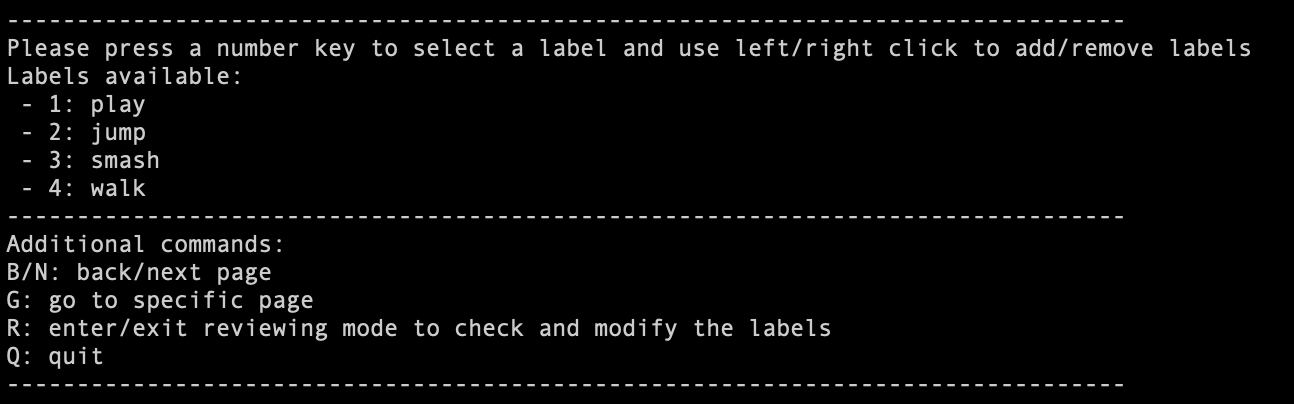 --------------------------------------------------------------------------------
Please press a number key to select a label and use left/right click to add/remove labels
Labels available:
 - 1: play
 - 2: jump
 - 3: smash
 - 4: walk
--------------------------------------------------------------------------------
Additional commands:
B/N: back/next page
G: go to specific page
R: enter/exit reviewing mode to check and modify the labels
Q: quit
--------------------------------------------------------------------------------